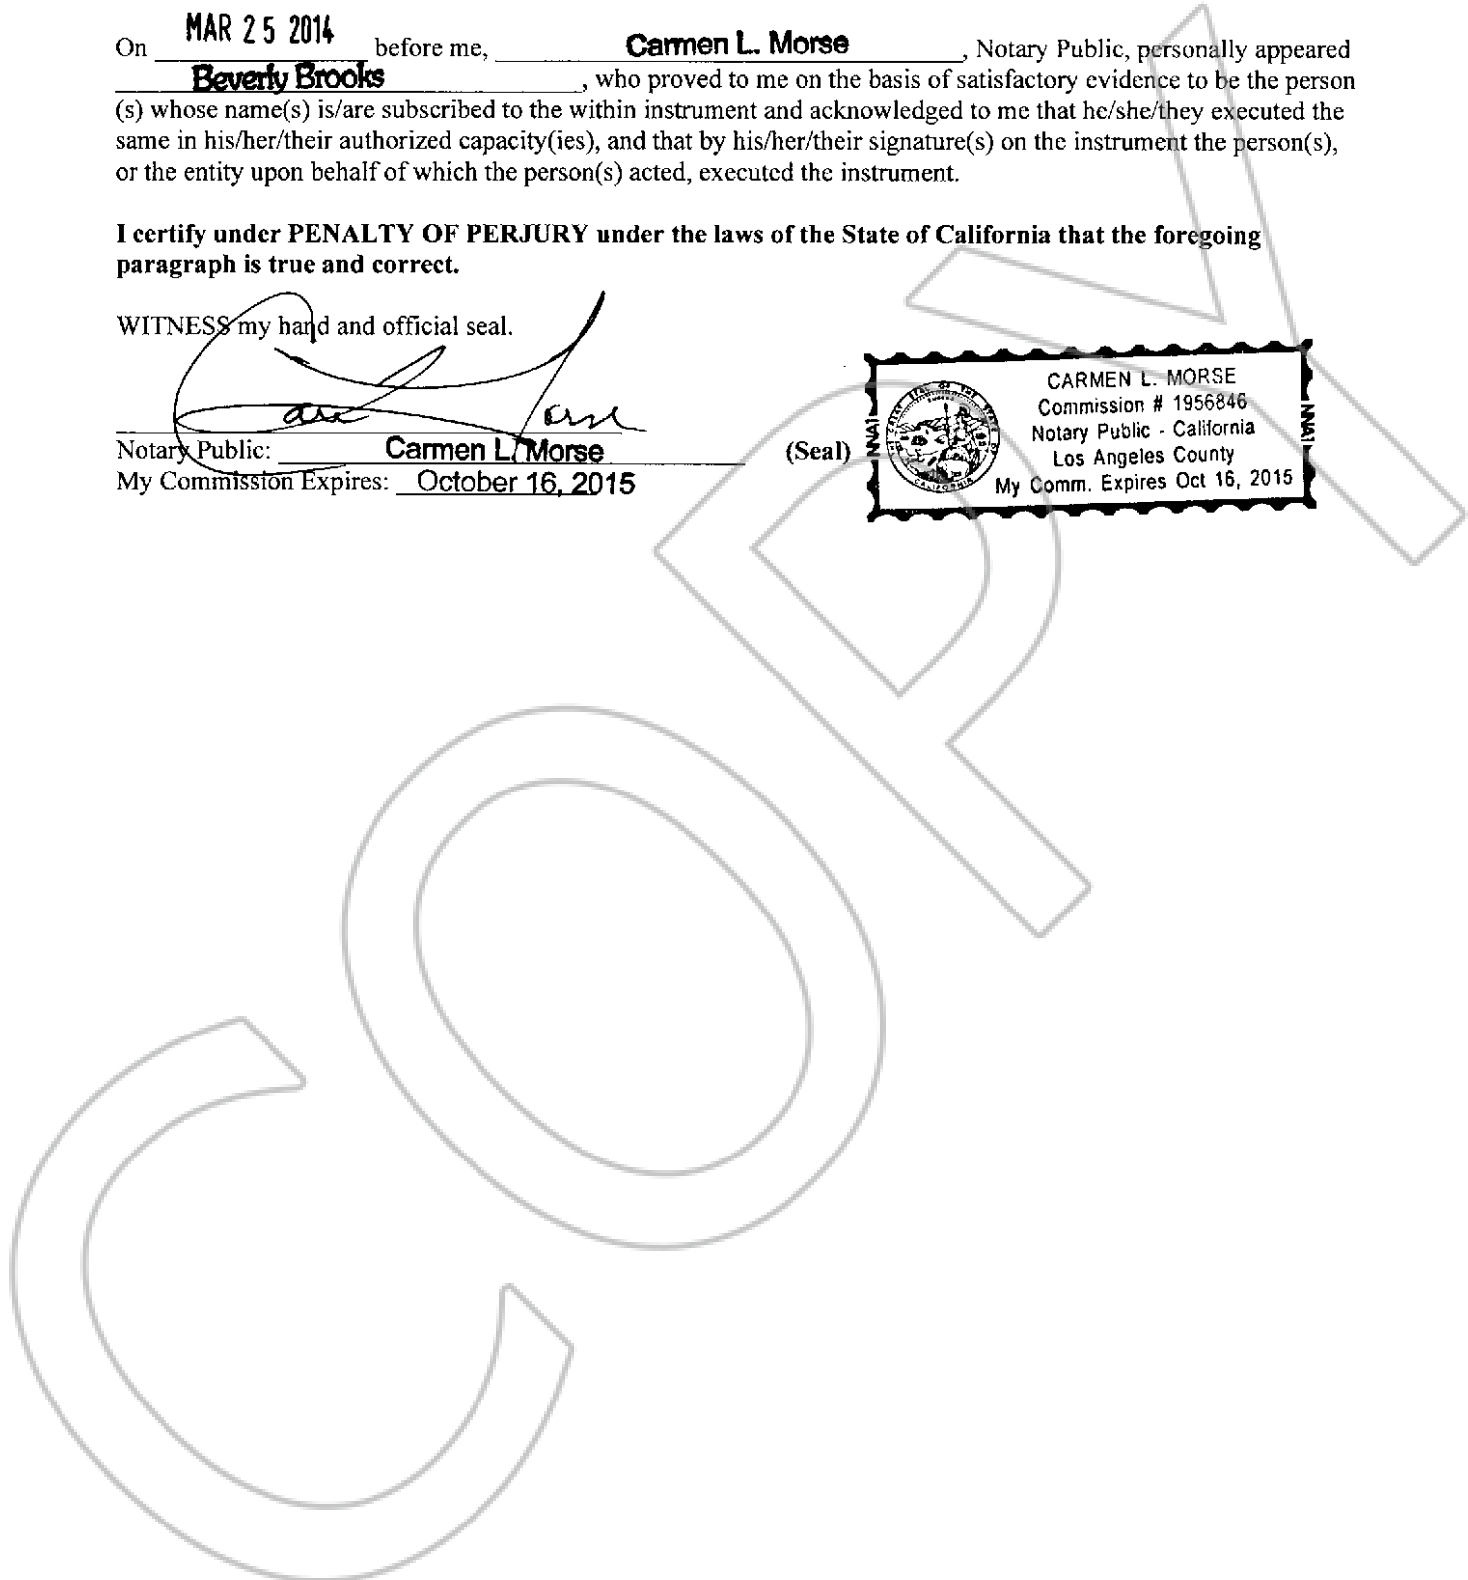 On MAR 25 2014 before me, Carmen L. Morse, Notary Public, personally appeared
Beverly Brooks, who proved to me on the basis of satisfactory evidence to be the person
(s) whose name(s) is/are subscribed to the within instrument and acknowledged to me that he/she/they executed the
same in his/her/their authorized capacity(ies), and that by his/her/their signature(s) on the instrument the person(s),
or the entity upon behalf of which the person(s) acted, executed the instrument.
I certify under PENALTY OF PERJURY under the laws of the State of California that the foregoing
paragraph is true and correct.
WITNESS my hand and official seal.
Notary Public: Carmen L. Morse
My Commission Expires: October 16, 2015
(Seal)
CARMEN L. MORSE
Commission # 1956846
Notary Public - California
Los Angeles County
My Comm. Expires Oct 16, 2015
NNA1
NNA1
COPY